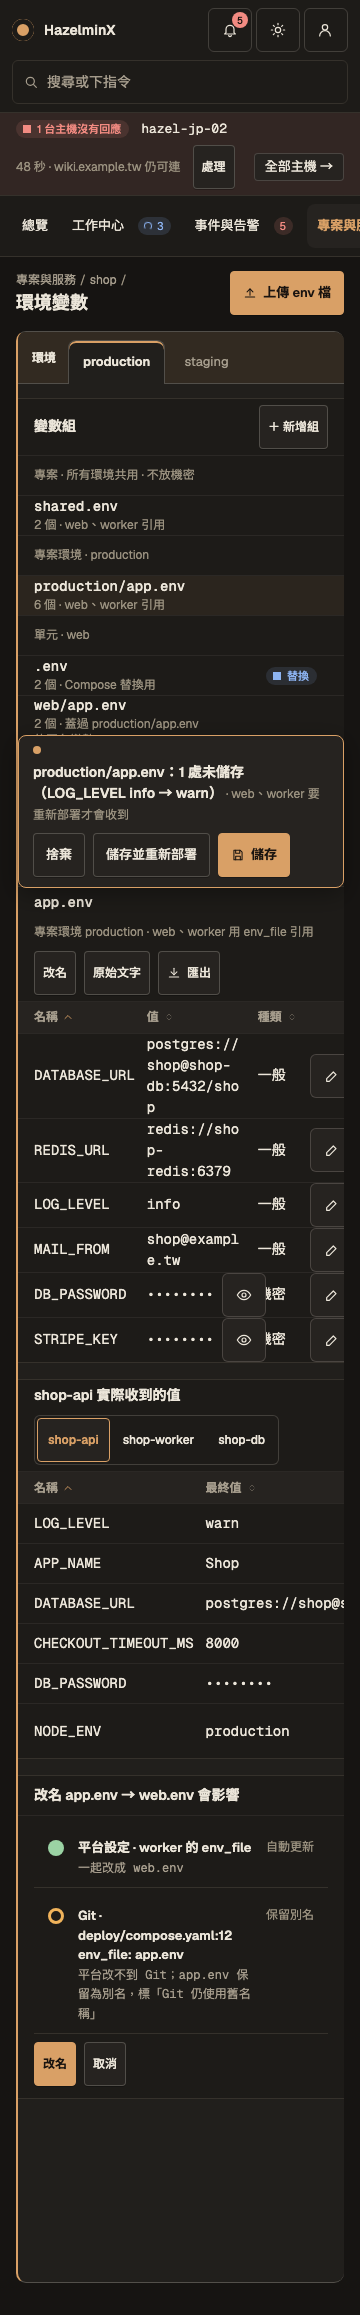 HazelminX
5
搜尋或下指令
1 台主機沒有回應 hazel-jp-02
48 秒 · wiki.example.tw 仍可連 處理 全部主機 →
總覽 工作中心 3 事件與告警 5 專案與
專案與服務 / shop /
環境變數
上傳 env 檔
環境 production staging
變數組
新增組
專案 · 所有環境共用 · 不放機密
shared.env
2 個 · web、worker 引用
專案環境 · production
production/app.env
6 個 · web、worker 引用
單元 · web
.env
2 個 · Compose 替換用
替換
web/app.env
2 個 · 蓋過 production/app.env
production/app.env：1 處未儲存
（LOG_LEVEL info → warn） · web、worker 要
重新部署才會收到
捨棄 儲存並重新部署 儲存
app.env
專案環境 production · web、worker 用 env_file 引用
改名 原始文字 匯出
名稱 值 種類
DATABASE_URL postgres://
shop@shop-
db:5432/sho
p
一般
REDIS_URL redis://sho
p-
redis:6379
一般
LOG_LEVEL info 一般
MAIL_FROM shop@exampl
e.tw
一般
DB_PASSWORD •••••••• 機密
STRIPE_KEY •••••••• 機密
shop-api 實際收到的值
shop-api shop-worker shop-db
名稱 最終值
LOG_LEVEL warn
APP_NAME Shop
DATABASE_URL postgres://shop@s
CHECKOUT_TIMEOUT_MS 8000
DB_PASSWORD ••••••••
NODE_ENV production
改名 app.env → web.env 會影響
平台設定 · worker 的 env_file 自動更新
一起改成 web.env
Git · 保留別名
deploy/compose.yaml:12
env_file: app.env
平台改不到 Git；app.env 保
留為別名，標「Git 仍使用舊名
稱」
改名 取消